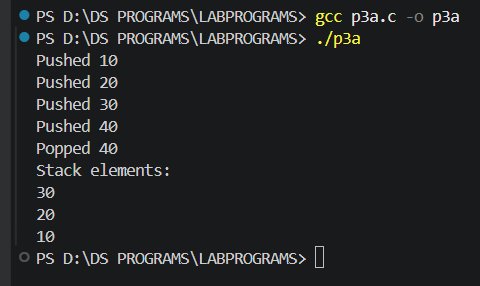 PS D:\DS PROGRAMS\LABPROGRAMS> gcc p3a.c -o p3a
PS D:\DS PROGRAMS\LABPROGRAMS> ./p3a
Pushed 10
Pushed 20
Pushed 30
Pushed 40
Popped 40
Stack elements:
30
20
10
PS D:\DS PROGRAMS\LABPROGRAMS>